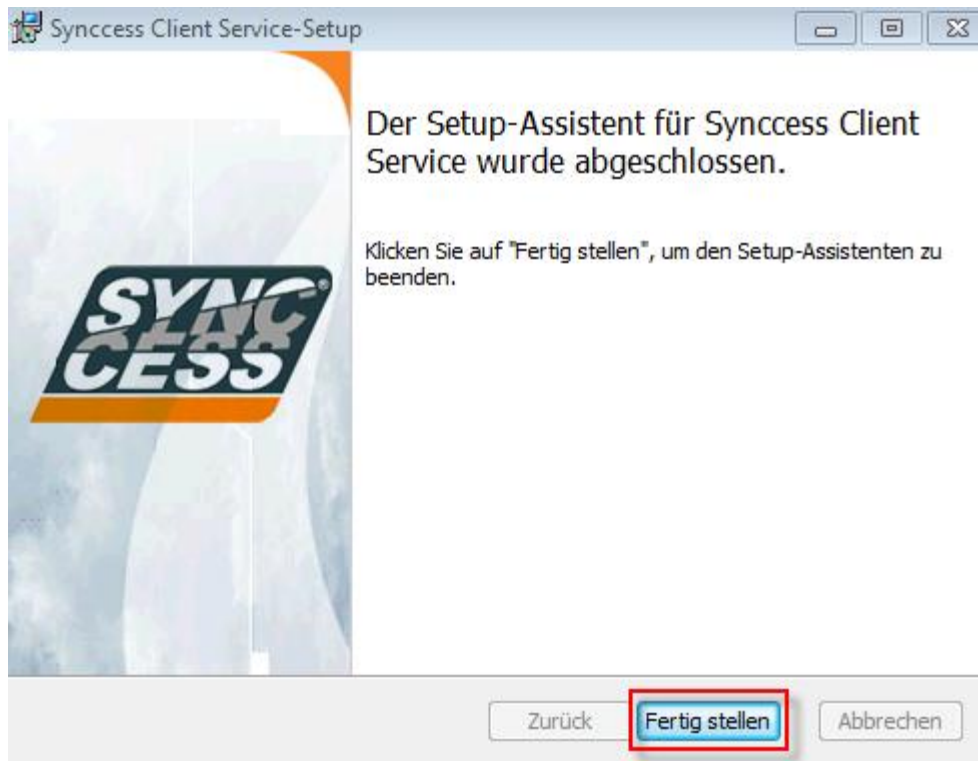 Synccess Client Service-Setup
Der Setup-Assistent für Synccess Client
Service wurde abgeschlossen.
Klicken Sie auf "Fertig stellen", um den Setup-Assistenten zu
beenden.
SYNC®
CESS
Zurück Fertig stellen Abbrechen